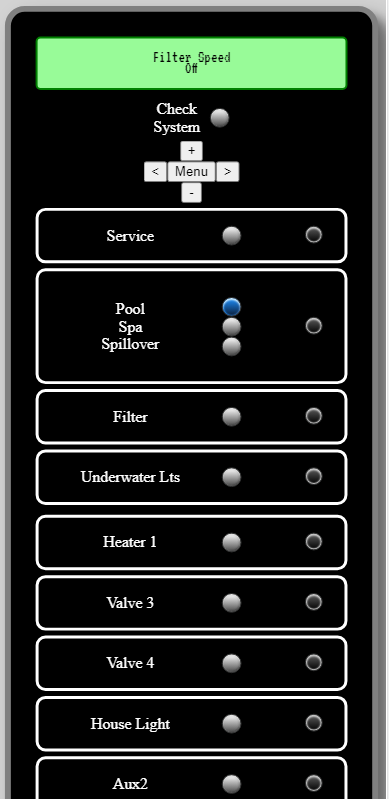 Filter Speed
Off
Check
System
+
< Menu >
-
Service
Pool
Spa
Spillover
Filter
Underwater Lts
Heater 1
Valve 3
Valve 4
House Light
Aux2